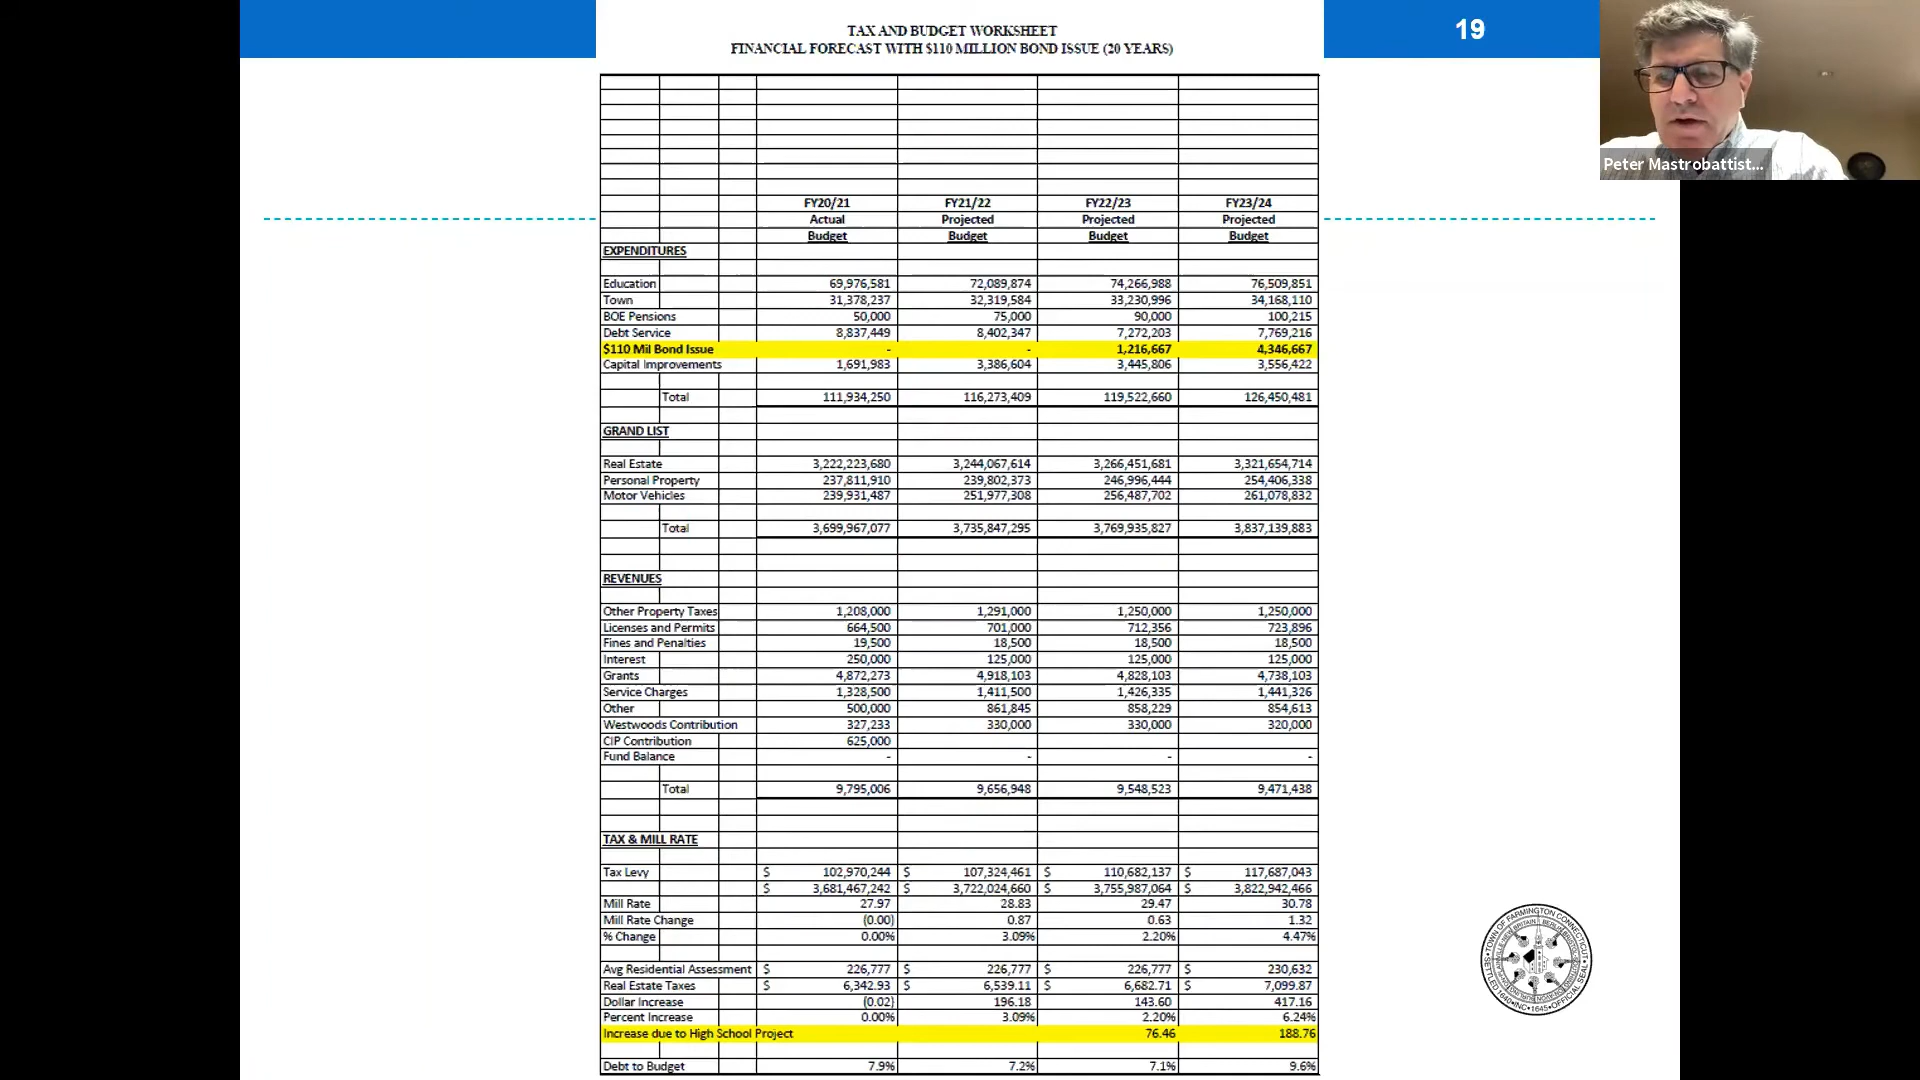 TAX AND BUDGET WORKSHEET
FINANCIAL FORECAST WITH $110 MILLION BOND ISSUE (20 YEARS)
19
Peter Mastrobattist...
FY20/21 FY21/22 FY22/23 FY23/24
Actual Projected Projected Projected
Budget Budget Budget Budget
EXPENDITURES
Education 69,976,581 72,089,874 74,266,988 76,509,851
Town 31,378,237 32,319,584 33,230,996 34,168,110
BOE Pensions 50,000 75,000 90,000 100,215
Debt Service 8,837,449 8,402,347 7,272,203 7,769,216
$110 Mil Bond Issue - - 1,216,667 4,346,667
Capital Improvements 1,691,983 3,386,604 3,445,806 3,556,422
Total 111,934,250 116,273,409 119,522,660 126,450,481
GRAND LIST
Real Estate 3,222,223,680 3,244,067,614 3,266,451,681 3,321,654,714
Personal Property 237,811,910 239,802,373 246,996,444 254,406,338
Motor Vehicles 239,931,487 251,977,308 256,487,702 261,078,832
Total 3,699,967,077 3,735,847,295 3,769,935,827 3,837,139,883
REVENUES
Other Property Taxes 1,208,000 1,291,000 1,250,000 1,250,000
Licenses and Permits 664,500 701,000 712,356 723,896
Fines and Penalties 19,500 18,500 18,500 18,500
Interest 250,000 125,000 125,000 125,000
Grants 4,872,273 4,918,103 4,828,103 4,738,103
Service Charges 1,328,500 1,411,500 1,426,335 1,441,326
Other 500,000 861,845 858,229 854,613
Westwoods Contribution 327,233 330,000 330,000 320,000
CIP Contribution 625,000
Fund Balance - - - -
Total 9,795,006 9,656,948 9,548,523 9,471,438
TAX & MILL RATE
Tax Levy $ 102,970,244 $ 107,324,461 $ 110,682,137 $ 117,687,043
$ 3,681,467,242 $ 3,722,024,660 $ 3,755,987,064 $ 3,822,942,466
Mill Rate 27.97 28.83 29.47 30.78
Mill Rate Change (0.00) 0.87 0.63 1.32
% Change 0.00% 3.09% 2.20% 4.47%
Avg Residential Assessment $ 226,777 $ 226,777 $ 226,777 $ 230,632
Real Estate Taxes $ 6,342.93 $ 6,539.11 $ 6,682.71 $ 7,099.87
Dollar Increase (0.02) 196.18 143.60 417.16
Percent Increase 0.00% 3.09% 2.20% 6.24%
Increase due to High School Project 76.46 188.76
Debt to Budget 7.9% 7.2% 7.1% 9.6%
TOWN OF FARMINGTON CONNECTICUT
SETTLED 1640 • INC • 1645 • OFFICIAL SEAL